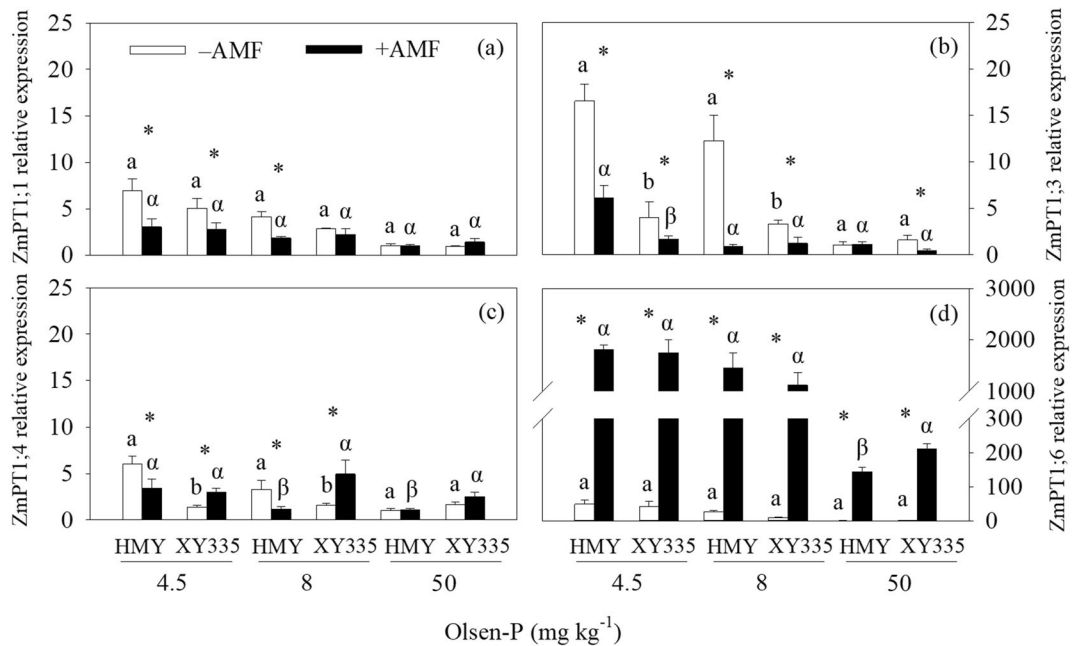 25 –AMF +AMF (a) (b) 25
20 a * * 20
a
15 15
* * 10 α * 10
a a * b * *
5 α α a α a α a α a α β α b α a α a α 5
0 0
ZmPT1;1 relative expression
ZmPT1;3 relative expression
25 (c) * α * α * α (d) 3000
20 * α 2000
15 1000
10 * * 300
a α * a * α * β * α 200
5 b α β b α a β a α a a a a a a 100
0 0
ZmPT1;4 relative expression
ZmPT1;6 relative expression
HMY XY335 HMY XY335 HMY XY335 HMY XY335 HMY XY335 HMY XY335
4.5 8 50 4.5 8 50
Olsen-P (mg kg⁻¹)